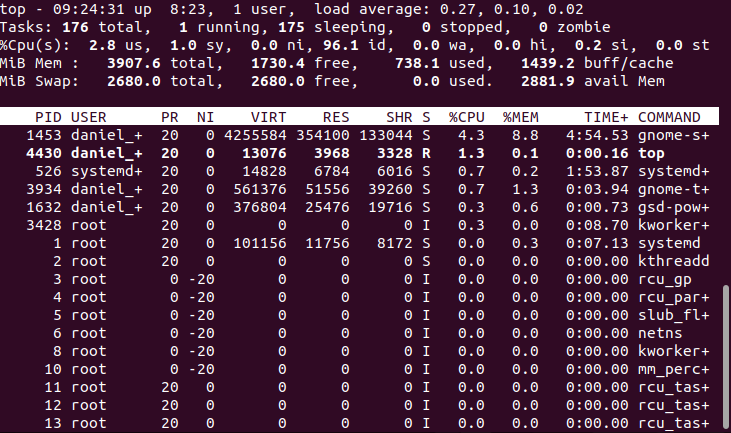 top - 09:24:31 up  8:23,  1 user,  load average: 0.27, 0.10, 0.02
Tasks: 176 total,   1 running, 175 sleeping,   0 stopped,   0 zombie
%Cpu(s):  2.8 us,  1.0 sy,  0.0 ni, 96.1 id,  0.0 wa,  0.0 hi,  0.2 si,  0.0 st
MiB Mem :   3907.6 total,   1730.4 free,    738.1 used,   1439.2 buff/cache
MiB Swap:   2680.0 total,   2680.0 free,      0.0 used.   2881.9 avail Mem
PID USER      PR  NI    VIRT    RES    SHR S  %CPU  %MEM     TIME+ COMMAND
1453 daniel_+  20   0 4255584 354100 133044 S   4.3   8.8   4:54.53 gnome-s+
4430 daniel_+  20   0   13076   3968   3328 R   1.3   0.1   0:00.16 top
526 systemd+  20   0   14828   6784   6016 S   0.7   0.2   1:53.87 systemd+
3934 daniel_+  20   0  561376  51556  39260 S   0.7   1.3   0:03.94 gnome-t+
1632 daniel_+  20   0  376804  25476  19716 S   0.3   0.6   0:00.73 gsd-pow+
3428 root      20   0       0      0      0 I   0.3   0.0   0:08.70 kworker+
1 root      20   0  101156  11756   8172 S   0.0   0.3   0:07.13 systemd
2 root      20   0       0      0      0 S   0.0   0.0   0:00.00 kthreadd
3 root       0 -20       0      0      0 I   0.0   0.0   0:00.00 rcu_gp
4 root       0 -20       0      0      0 I   0.0   0.0   0:00.00 rcu_par+
5 root       0 -20       0      0      0 I   0.0   0.0   0:00.00 slub_fl+
6 root       0 -20       0      0      0 I   0.0   0.0   0:00.00 netns
8 root       0 -20       0      0      0 I   0.0   0.0   0:00.00 kworker+
10 root       0 -20       0      0      0 I   0.0   0.0   0:00.00 mm_perc+
11 root      20   0       0      0      0 I   0.0   0.0   0:00.00 rcu_tas+
12 root      20   0       0      0      0 I   0.0   0.0   0:00.00 rcu_tas+
13 root      20   0       0      0      0 I   0.0   0.0   0:00.00 rcu_tas+